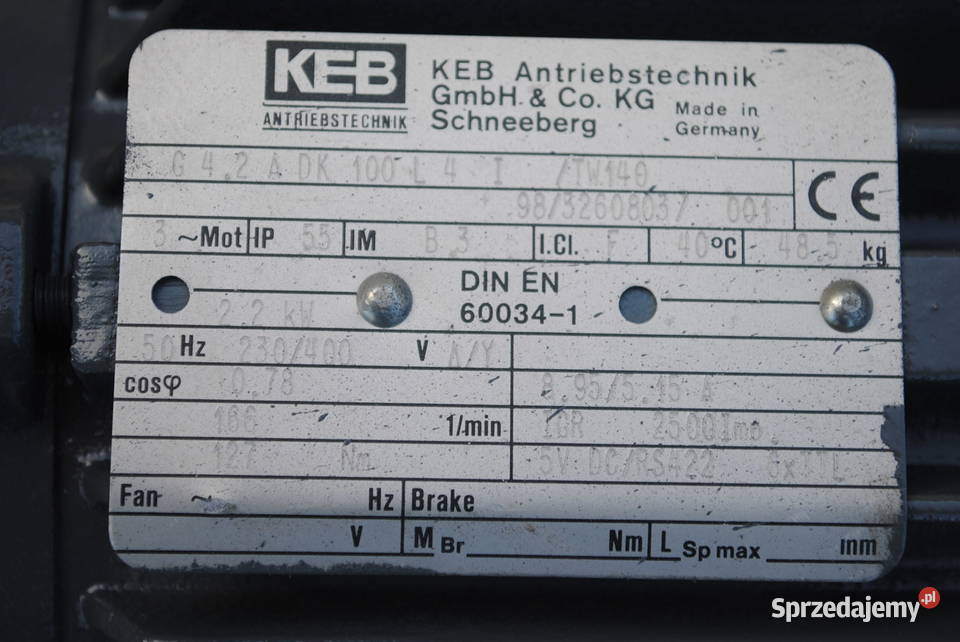 KEB
ANTRIEBSTECHNIK
KEB Antriebstechnik
GmbH & Co. KG
Schneeberg
Made in
Germany
G 4.2 A DK 100 L 4 I /TW140
98/32608037 001
CE
3 ~Mot IP 55 IM B 3 I.Cl. F 40 °C 48.5 kg
DIN EN
60034-1
2.2 kW
50 Hz 230/400 V Δ/Y
cosφ 0.78 8.95/5.15 A
166 1/min IGR 2500Imp.
127 Nm 5V DC/RS422 6xTTL
Fan ~ Hz Brake
V M Br Nm L Sp max mm
Sprzedajemy.pl